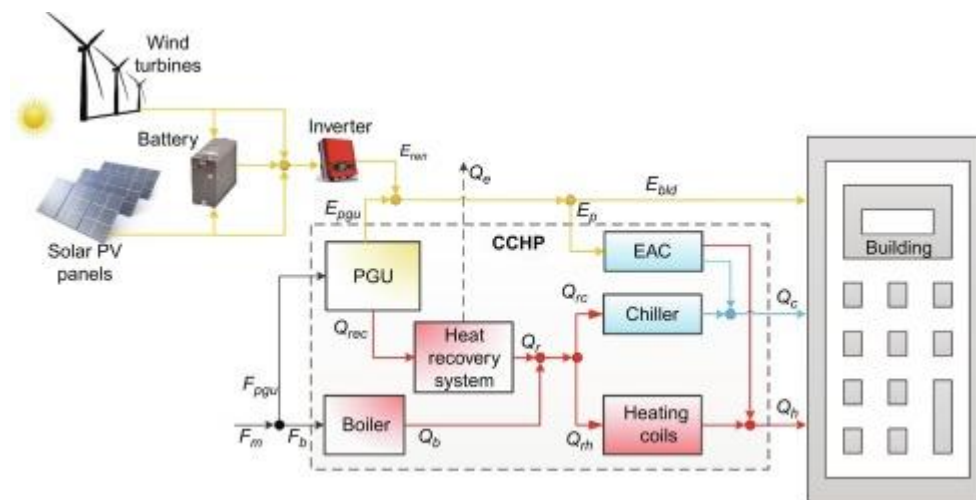 Wind
turbines
Battery
Inverter
E_ren
Q_e
E_bld
E_pgu
E_p
Solar PV
panels
CCHP
EAC
Building
PGU
Q_rc
Q_c
Chiller
Q_rec
Heat
recovery
system
Q_r
F_pgu
Boiler
Heating
coils
Q_h
F_m
F_b
Q_b
Q_rh